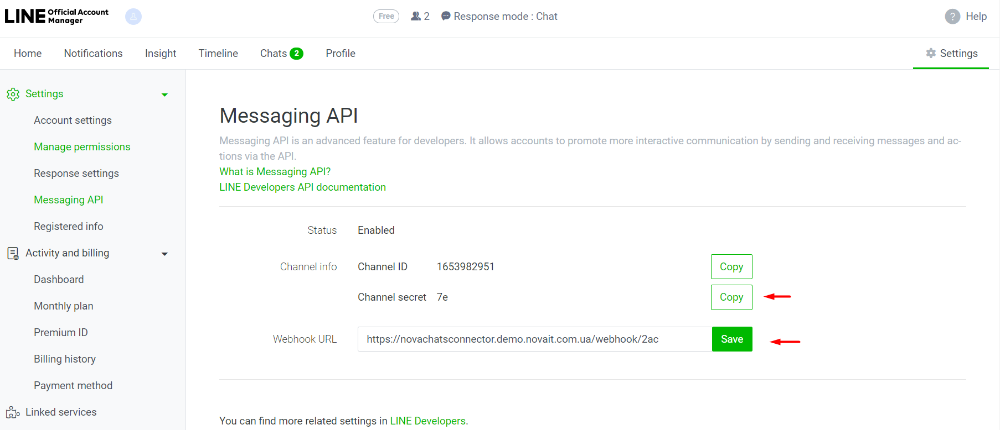 LINE Official Account Manager
Free
2
Response mode : Chat
? Help
Home
Notifications
Insight
Timeline
Chats 2
Profile
Settings
Settings
Account settings
Manage permissions
Response settings
Messaging API
Registered info
Activity and billing
Dashboard
Monthly plan
Premium ID
Billing history
Payment method
Linked services
Messaging API
Messaging API is an advanced feature for developers. It allows accounts to promote more interactive communication by sending and receiving messages and ac-
tions via the API.
What is Messaging API?
LINE Developers API documentation
Status Enabled
Channel info Channel ID 1653982951 Copy
Channel secret 7e Copy
Webhook URL https://novachatsconnector.demo.novait.com.ua/webhook/2ac Save
You can find more related settings in LINE Developers.